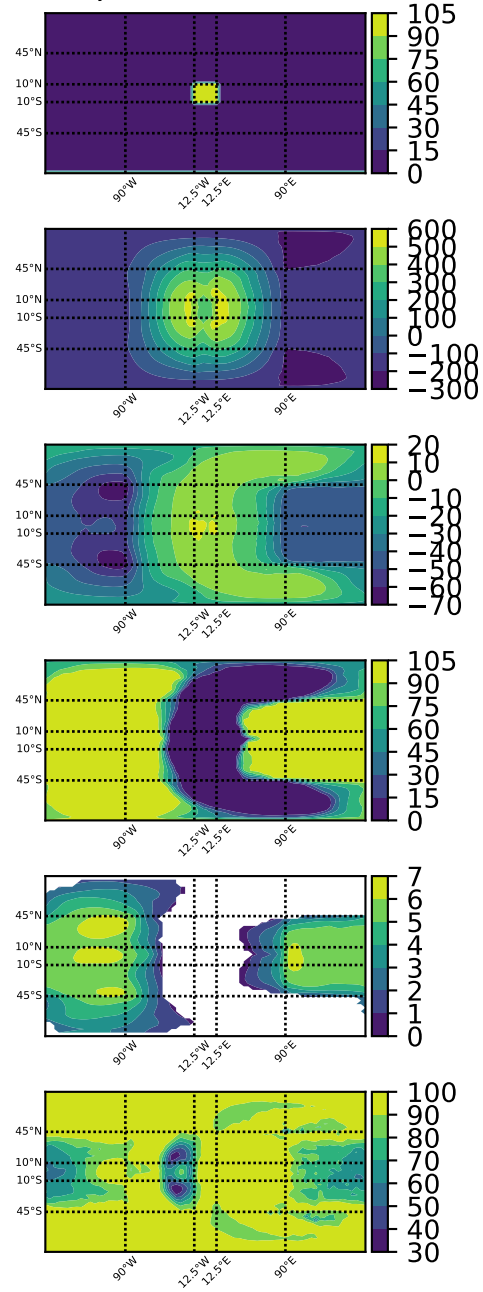 105
90
75
60
45
30
15
0
45°N
10°N
10°S
45°S
90°W
12.5°W
12.5°E
90°E
600
500
400
300
200
100
0
−100
−200
−300
45°N
10°N
10°S
45°S
90°W
12.5°W
12.5°E
90°E
20
10
0
−10
−20
−30
−40
−50
−60
−70
45°N
10°N
10°S
45°S
90°W
12.5°W
12.5°E
90°E
105
90
75
60
45
30
15
0
45°N
10°N
10°S
45°S
90°W
12.5°W
12.5°E
90°E
7
6
5
4
3
2
1
0
45°N
10°N
10°S
45°S
90°W
12.5°W
12.5°E
90°E
100
90
80
70
60
50
40
30
45°N
10°N
10°S
45°S
90°W
12.5°W
12.5°E
90°E